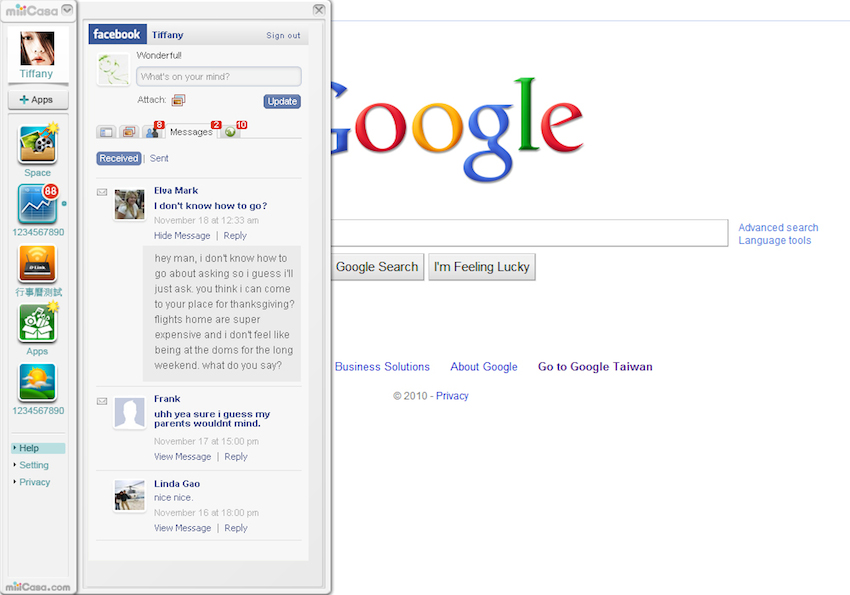 miiiCasa
Tiffany
+ Apps
Space
88
1234567890
D-Link
行事曆測試
Apps
1234567890
Help
Setting
Privacy
miiiCasa.com
facebook Tiffany Sign out
Wonderful!
What's on your mind?
Attach: Update
8 Messages 2 10
Received | Sent
Elva Mark
I don't know how to go?
November 18 at 12:33 am
Hide Message | Reply
hey man, i don't know how to
go about asking so i guess i'll
just ask. you think i can come
to your place for thanksgiving?
flights home are super
expensive and i don't feel like
being at the doms for the long
weekend. what do you say?
Frank
uhh yea sure i guess my
parents wouldnt mind.
November 17 at 15:00 pm
View Message | Reply
Linda Gao
nice nice.
November 16 at 18:00 pm
View Message | Reply
Google
Advanced search
Language tools
Google Search I'm Feeling Lucky
Business Solutions About Google Go to Google Taiwan
© 2010 - Privacy